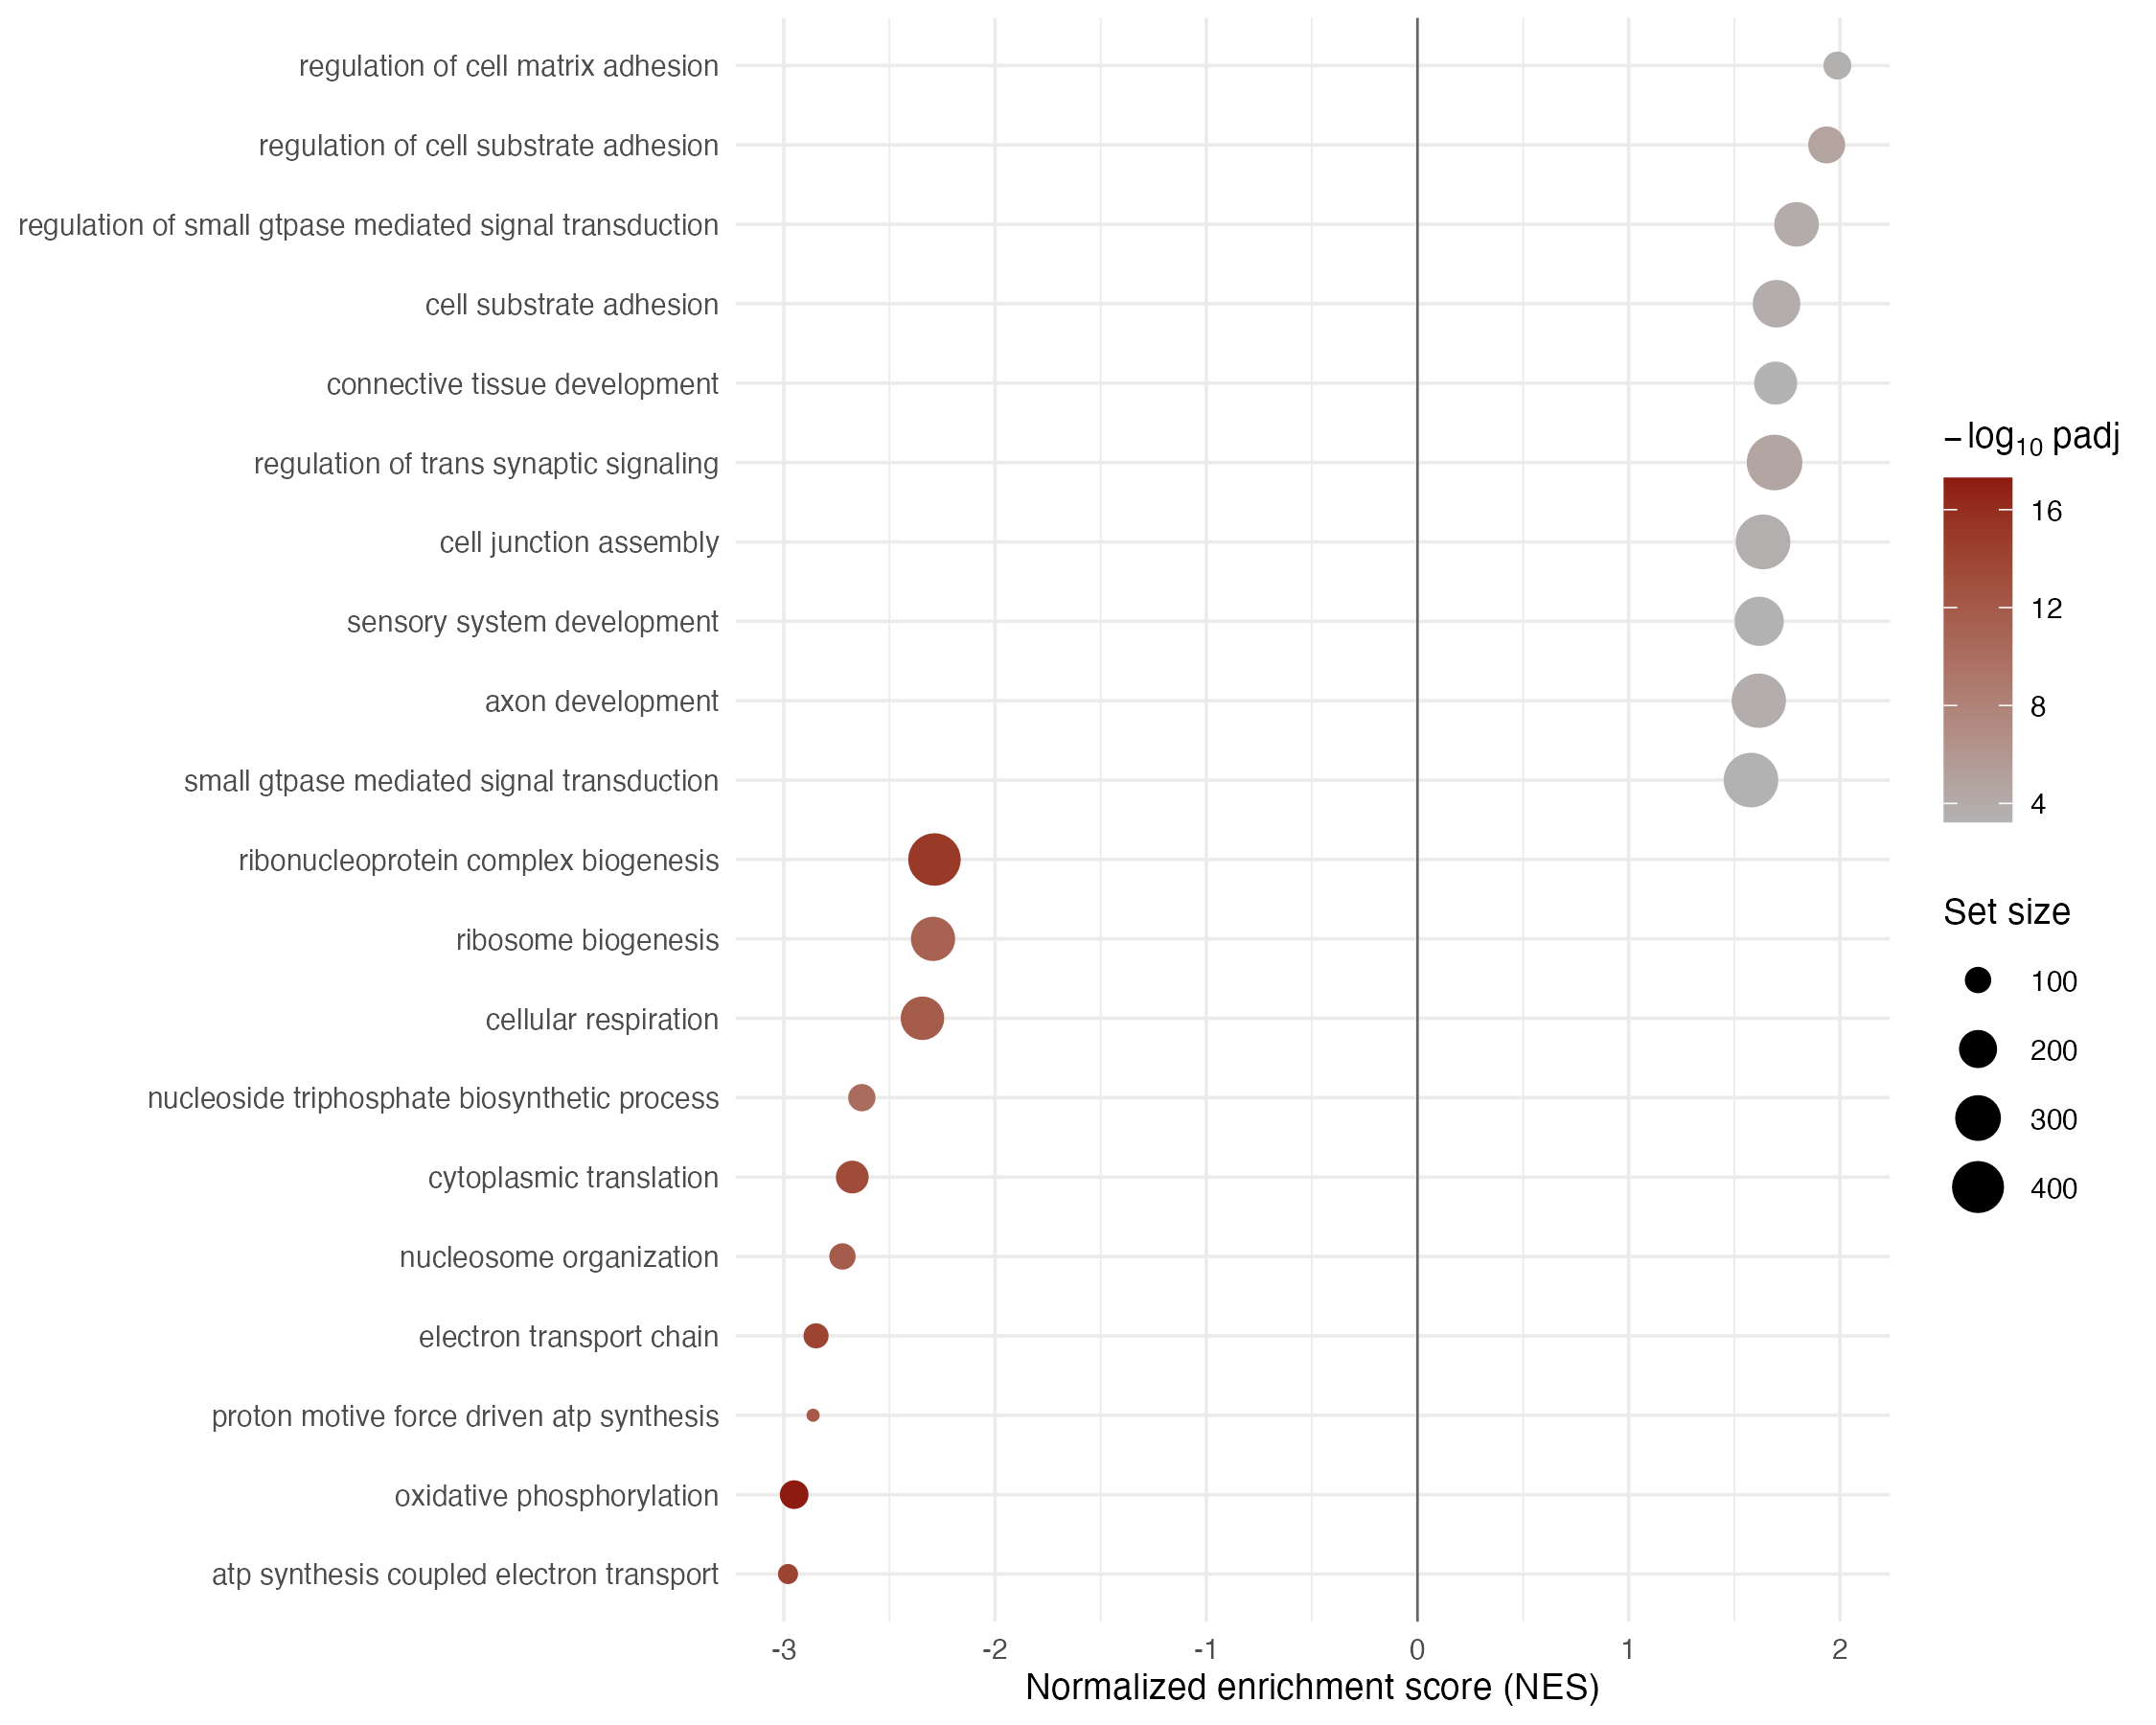 regulation of cell matrix adhesion
regulation of cell substrate adhesion
regulation of small gtpase mediated signal transduction
cell substrate adhesion
connective tissue development
regulation of trans synaptic signaling
cell junction assembly
sensory system development
axon development
small gtpase mediated signal transduction
ribonucleoprotein complex biogenesis
ribosome biogenesis
cellular respiration
nucleoside triphosphate biosynthetic process
cytoplasmic translation
nucleosome organization
electron transport chain
proton motive force driven atp synthesis
oxidative phosphorylation
atp synthesis coupled electron transport
-3 -2 -1 0 1 2
Normalized enrichment score (NES)
−log₁₀ padj
16
12
8
4
Set size
100
200
300
400